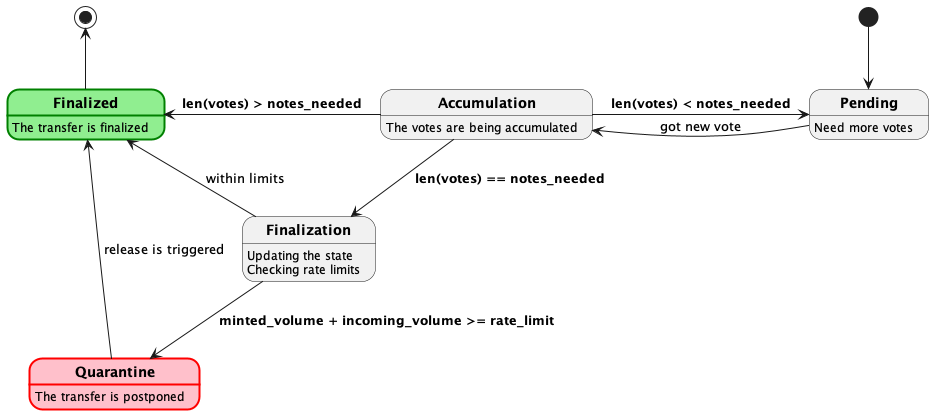 Finalized
The transfer is finalized
len(votes) > notes_needed
Accumulation
The votes are being accumulated
len(votes) < notes_needed
got new vote
Pending
Need more votes
within limits
len(votes) == notes_needed
release is triggered
Finalization
Updating the state
Checking rate limits
minted_volume + incoming_volume >= rate_limit
Quarantine
The transfer is postponed